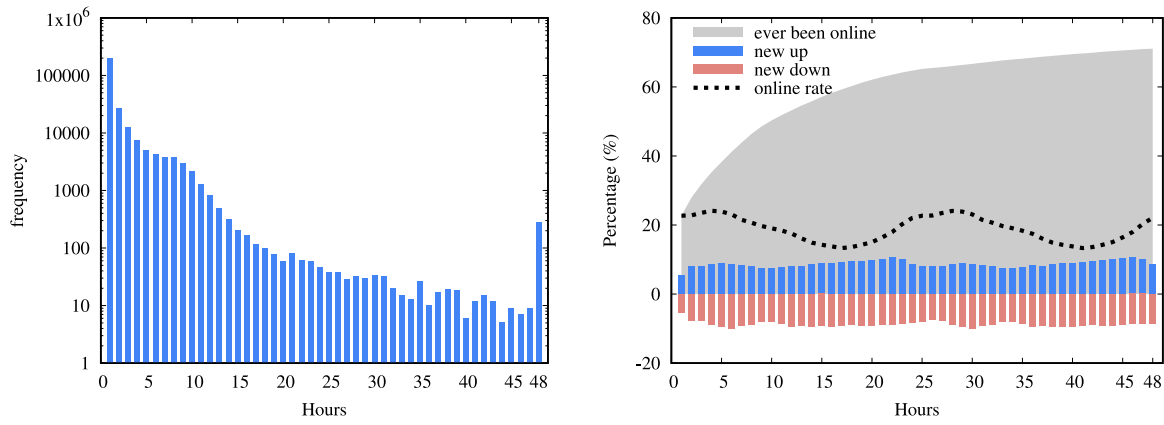 1x10⁶
100000
10000
1000
100
10
1
frequency
0 5 10 15 20 25 30 35 40 45 48
Hours
80
60
40
20
0
-20
Percentage (%)
ever been online
new up
new down
online rate
0 5 10 15 20 25 30 35 40 45 48
Hours